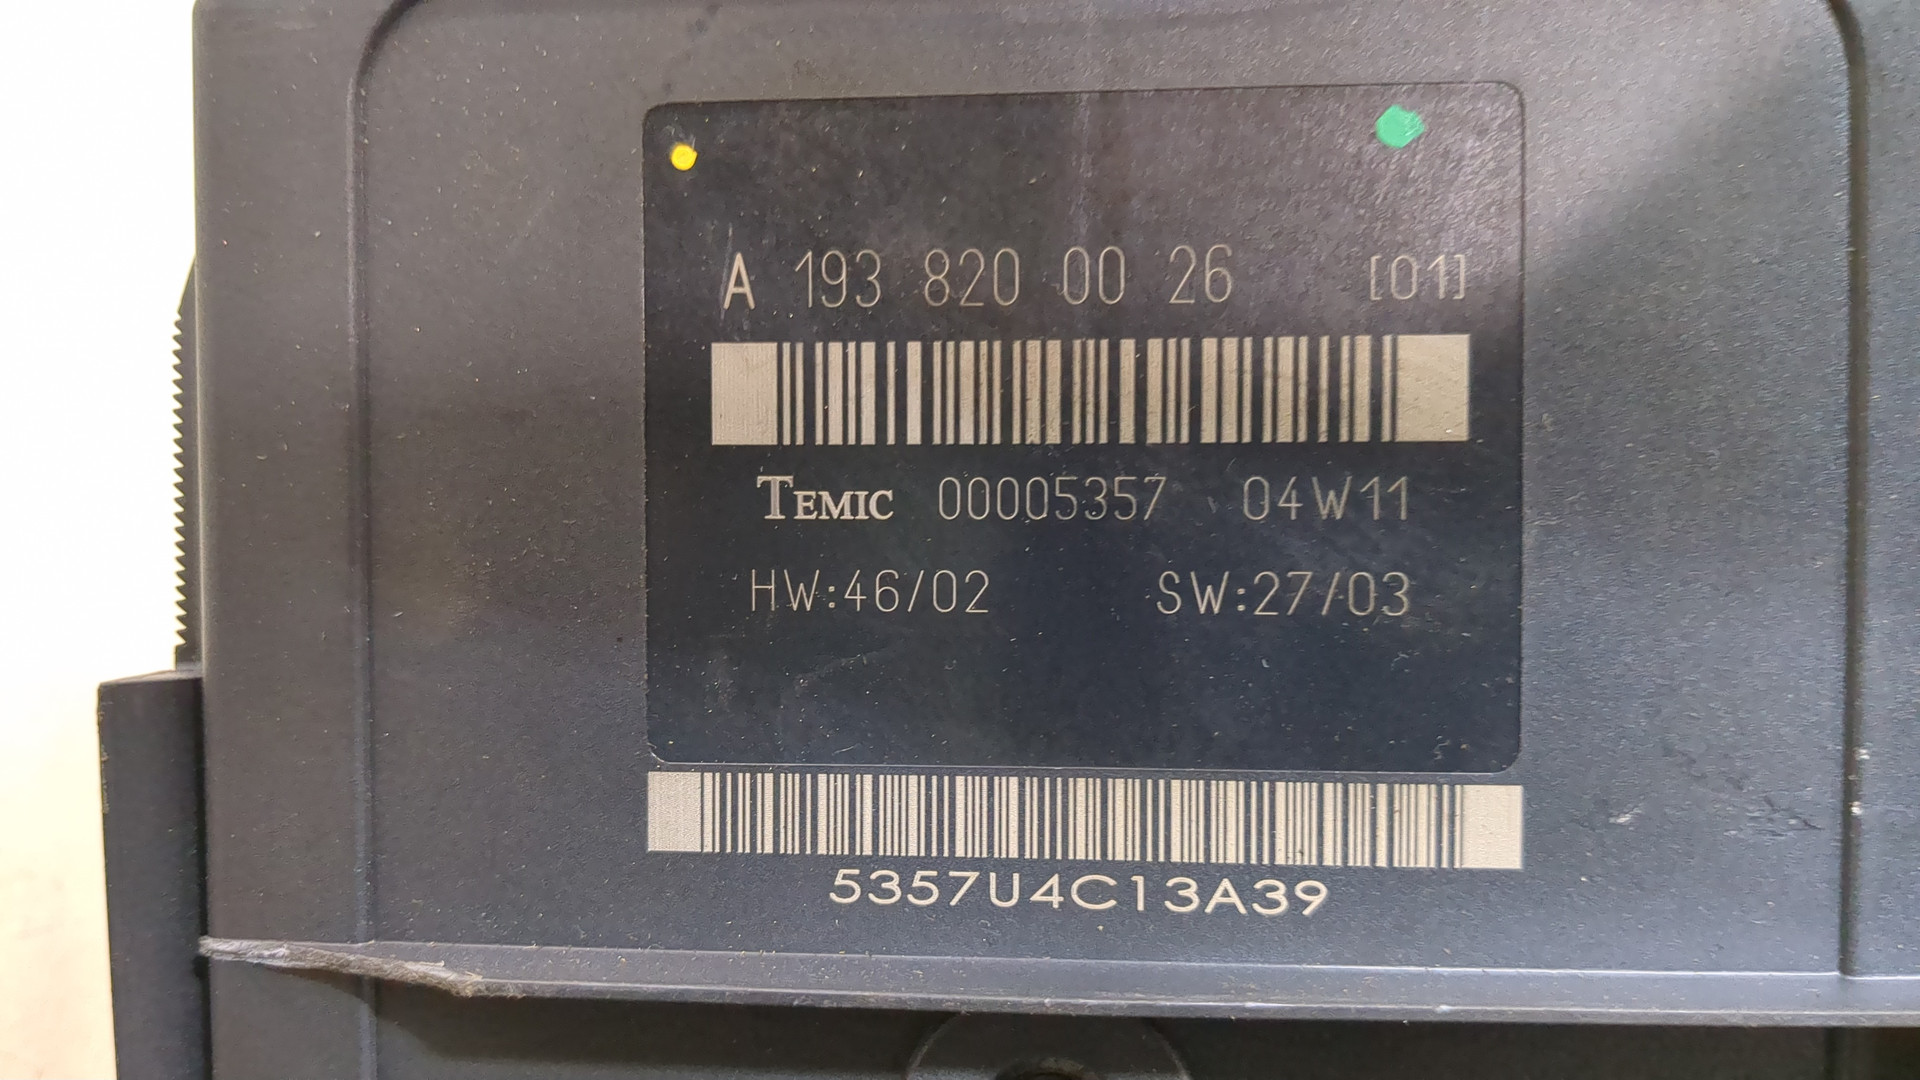 A 193 820 00 26 [01]
TEMIC 00005357 04W11
HW:46/02 SW:27/03
5357U4C13A39